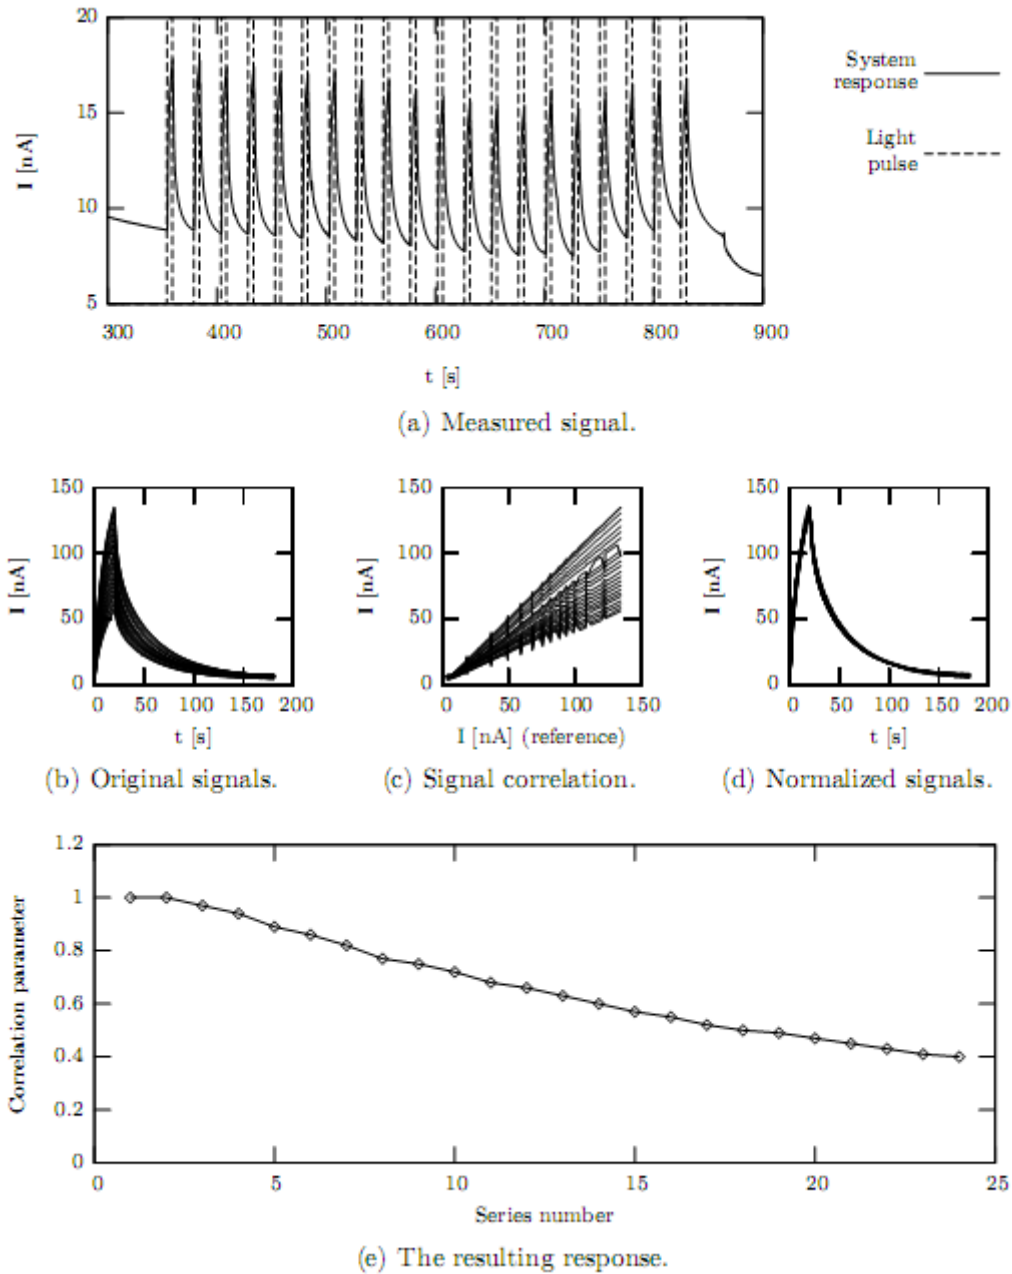 20
15
10
5
I [nA]
300 400 500 600 700 800 900
t [s]
System
response
Light
pulse
(a) Measured signal.
150
100
50
0
I [nA]
0 50 100 150 200
t [s]
(b) Original signals.
150
100
50
0
I [nA]
0 50 100 150
I [nA] (reference)
(c) Signal correlation.
150
100
50
0
I [nA]
0 50 100 150 200
t [s]
(d) Normalized signals.
1.2
1
0.8
0.6
0.4
0.2
0
Correlation parameter
0 5 10 15 20 25
Series number
(e) The resulting response.